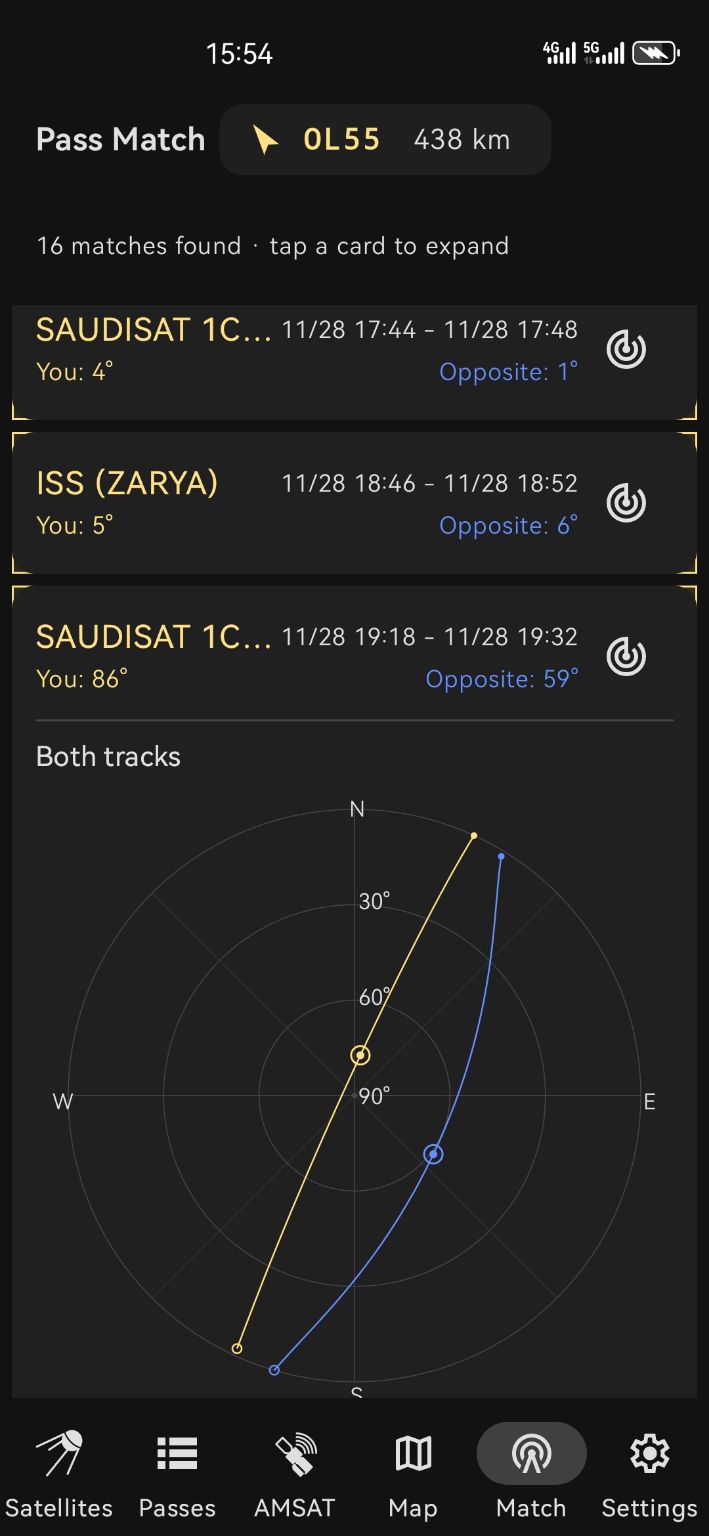 15:54
4G 5G
Pass Match
0L55 438 km
16 matches found · tap a card to expand
SAUDISAT 1C... 11/28 17:44 - 11/28 17:48
You: 4° Opposite: 1°
ISS (ZARYA) 11/28 18:46 - 11/28 18:52
You: 5° Opposite: 6°
SAUDISAT 1C... 11/28 19:18 - 11/28 19:32
You: 86° Opposite: 59°
Both tracks
N
30°
60°
W 90° E
S
Satellites Passes AMSAT Map Match Settings